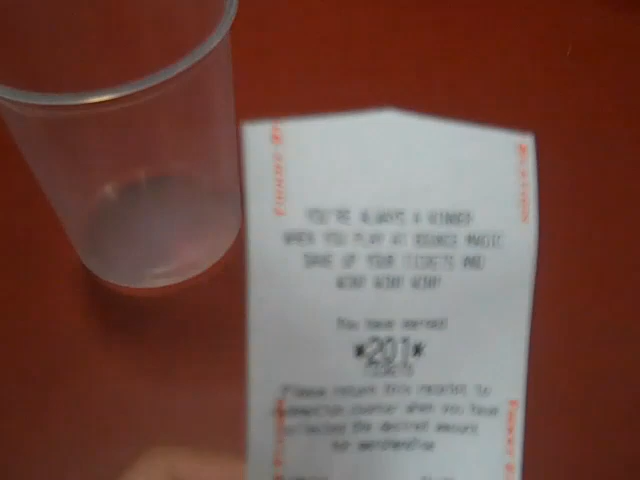 YOU'RE ALWAYS A WINNER
WHEN YOU PLAY AT BOUNCE MAGIC
SAVE UP YOUR TICKETS AND
WIN! WIN! WIN!
You have earned
*201*
TICKETS
Please return this receipt to
redemption counter when you have
collected the desired amount
for merchandise